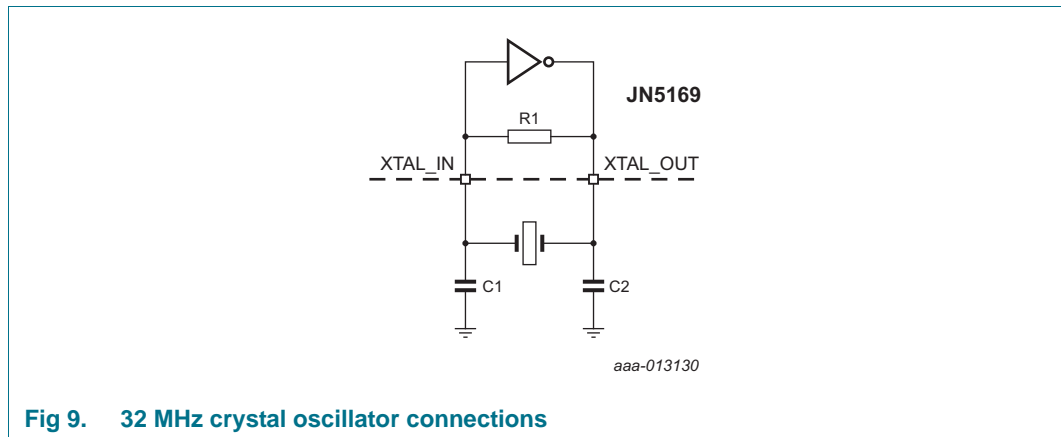 JN5169
R1
XTAL_IN
XTAL_OUT
C1
C2
aaa-013130
Fig 9. 32 MHz crystal oscillator connections